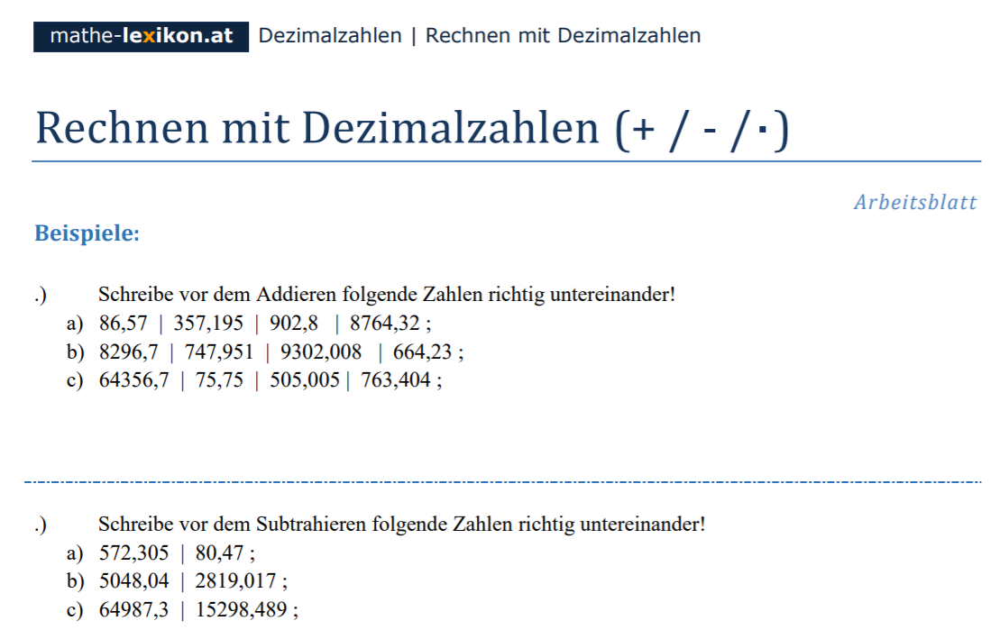 mathe-lexikon.at Dezimalzahlen | Rechnen mit Dezimalzahlen
Rechnen mit Dezimalzahlen (+ / - /·)
Arbeitsblatt
Beispiele:
.) Schreibe vor dem Addieren folgende Zahlen richtig untereinander!
a) 86,57 | 357,195 | 902,8 | 8764,32 ;
b) 8296,7 | 747,951 | 9302,008 | 664,23 ;
c) 64356,7 | 75,75 | 505,005 | 763,404 ;
.) Schreibe vor dem Subtrahieren folgende Zahlen richtig untereinander!
a) 572,305 | 80,47 ;
b) 5048,04 | 2819,017 ;
c) 64987,3 | 15298,489 ;